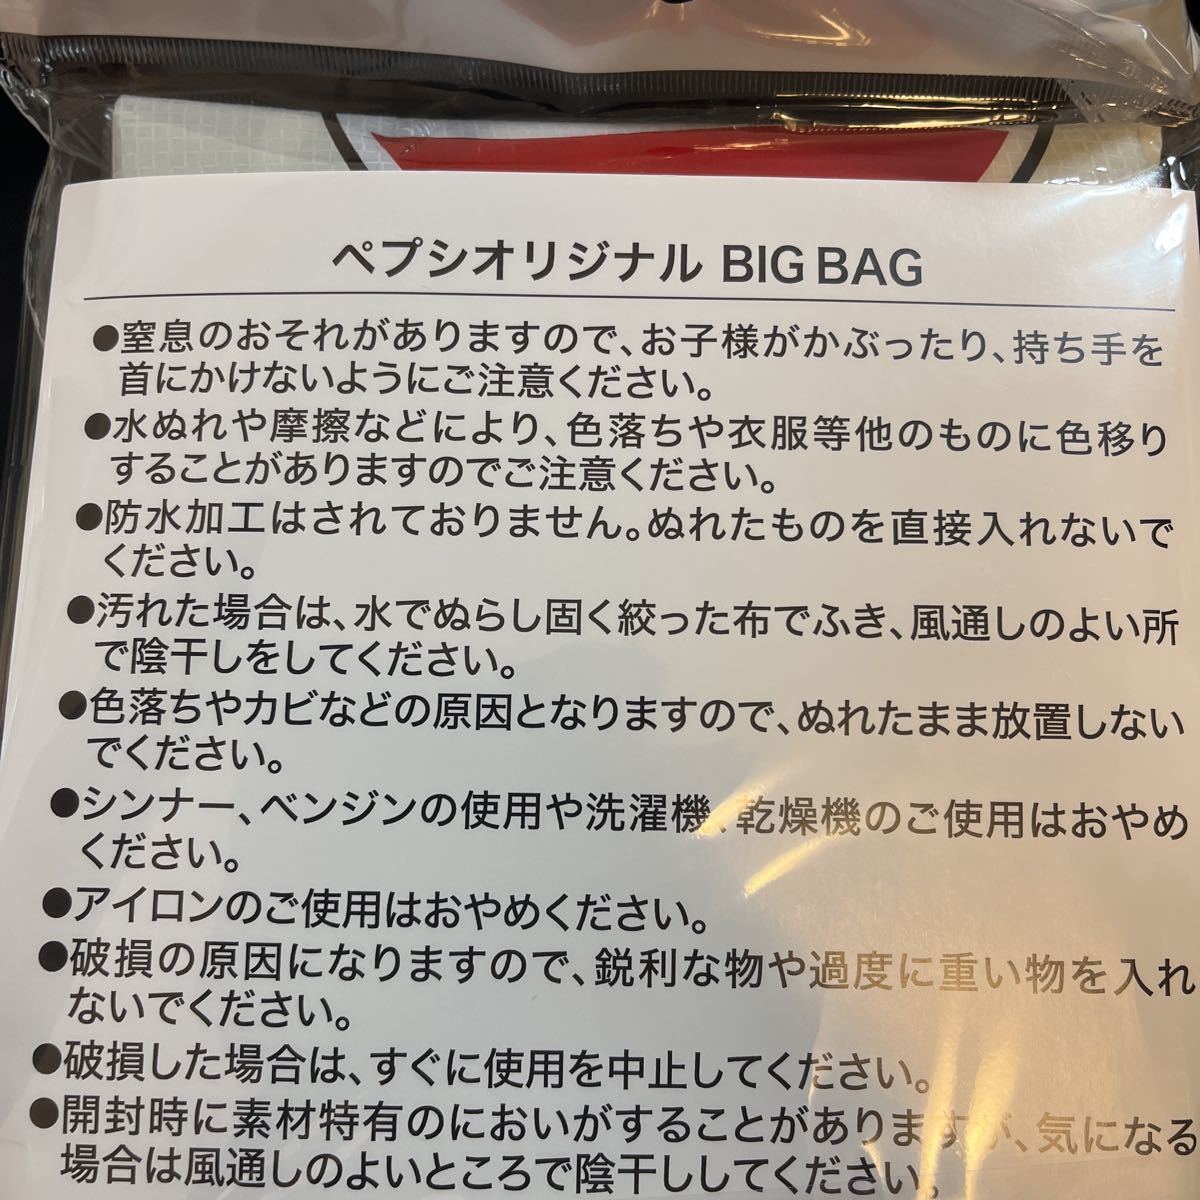 ペプシオリジナル BIG BAG
●窒息のおそれがありますので、お子様がかぶったり、持ち手を
首にかけないようにご注意ください。
●水ぬれや摩擦などにより、色落ちや衣服等他のものに色移り
することがありますのでご注意ください。
●防水加工はされておりません。ぬれたものを直接入れないで
ください。
●汚れた場合は、水でぬらし固く絞った布でふき、風通しのよい所
で陰干しをしてください。
●色落ちやカビなどの原因となりますので、ぬれたまま放置しない
でください。
●シンナー、ベンジンの使用や洗濯機、乾燥機のご使用はおやめ
ください。
●アイロンのご使用はおやめください。
●破損の原因になりますので、鋭利な物や過度に重い物を入れ
ないでください。
●破損した場合は、すぐに使用を中止してください。
●開封時に素材特有のにおいがすることがありますが、気になる
場合は風通しのよいところで陰干ししてください。